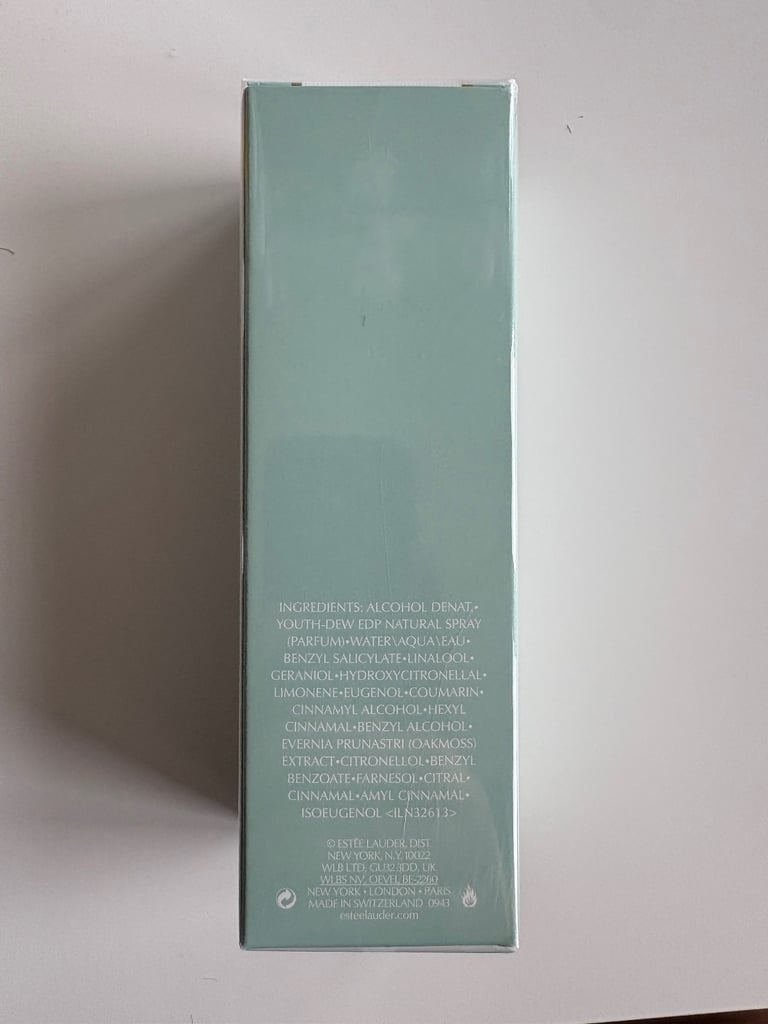 INGREDIENTS: ALCOHOL DENAT.•
YOUTH-DEW EDP NATURAL SPRAY
(PARFUM)•WATER\AQUA\EAU•
BENZYL SALICYLATE•LINALOOL•
GERANIOL•HYDROXYCITRONELLAL•
LIMONENE•EUGENOL•COUMARIN•
CINNAMYL ALCOHOL•HEXYL
CINNAMAL•BENZYL ALCOHOL•
EVERNIA PRUNASTRI (OAKMOSS)
EXTRACT•CITRONELLOL•BENZYL
BENZOATE•FARNESOL•CITRAL•
CINNAMAL•AMYL CINNAMAL•
ISOEUGENOL <ILN32613>
© ESTÉE LAUDER, DIST.
NEW YORK, N.Y. 10022
WLB LTD, GU32 3DD, UK
WLBS NV, OEVEL BE-2260
NEW YORK • LONDON • PARIS
MADE IN SWITZERLAND 0943
esteelauder.com